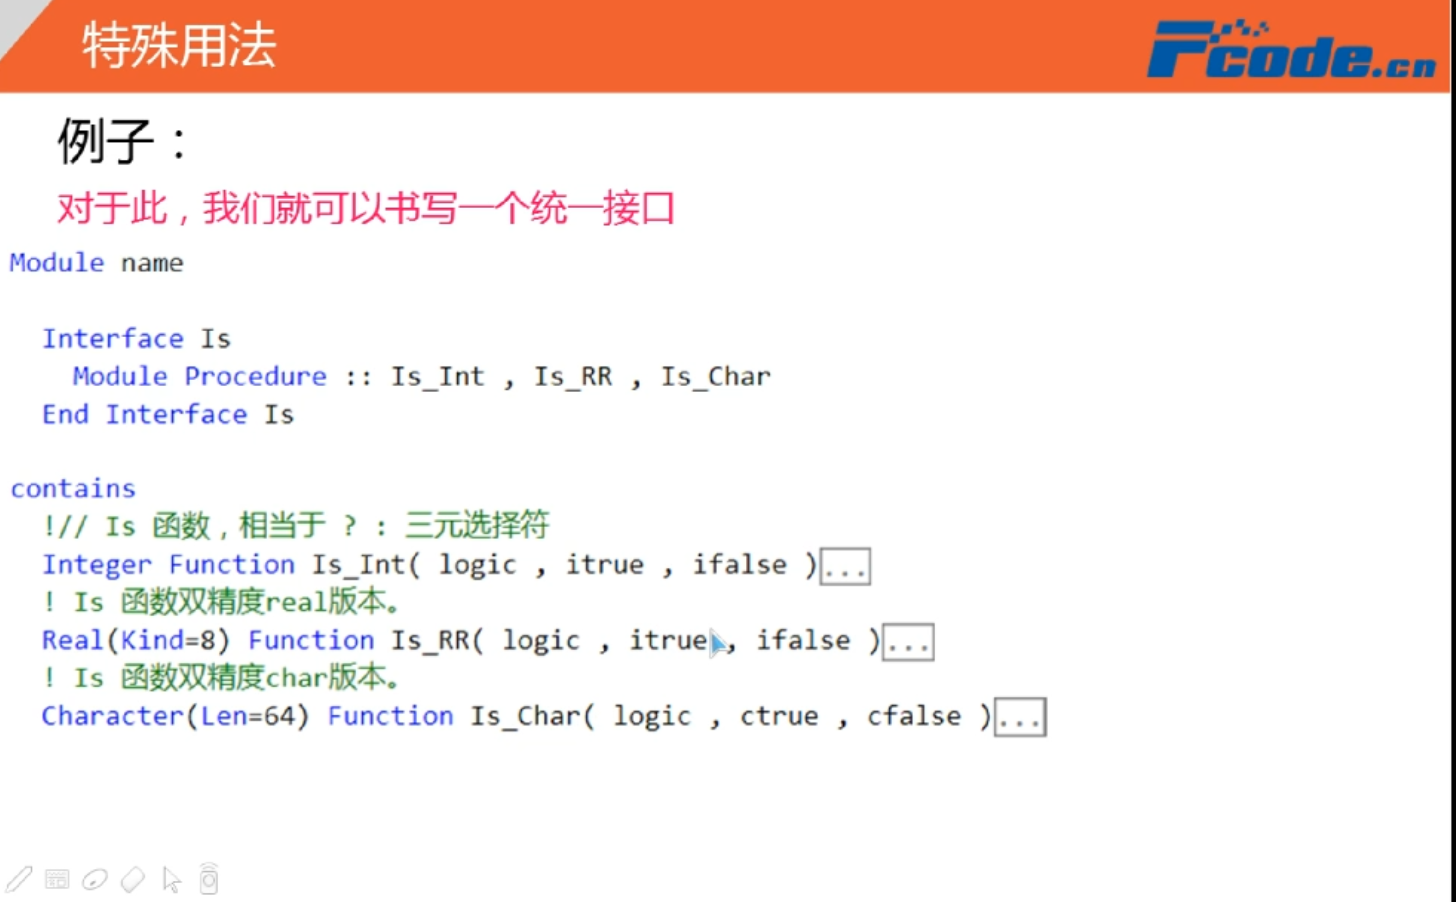 特殊用法
Fcode.cn
例子：
对于此，我们就可以书写一个统一接口
Module name
Interface Is
Module Procedure :: Is_Int , Is_RR , Is_Char
End Interface Is
contains
!// Is 函数，相当于 ? : 三元选择符
Integer Function Is_Int( logic , itrue , ifalse )...
! Is 函数双精度real版本。
Real(Kind=8) Function Is_RR( logic , itrue , ifalse )...
! Is 函数双精度char版本。
Character(Len=64) Function Is_Char( logic , ctrue , cfalse )...